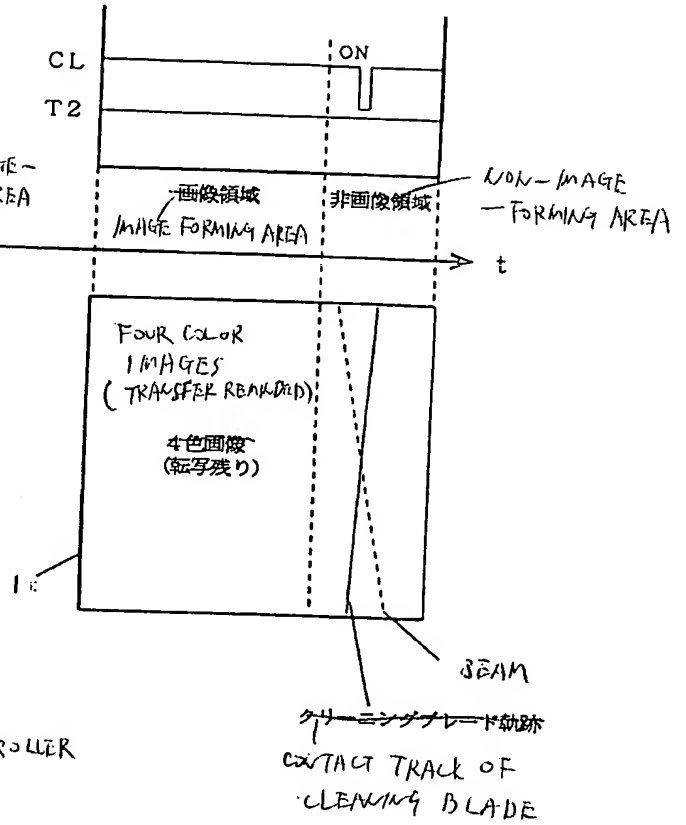 ON
CL
T2
画像領域
非画像領域
NON-IMAGE
-FORMING AREA
IMAGE FORMING AREA
t
FOUR COLOR
IMAGES
(TRANSFER
4色画像
(転写残り)
BEAM
クリーニングブレード軌跡
CONTACT TRACK OF
CLEANING BLADE